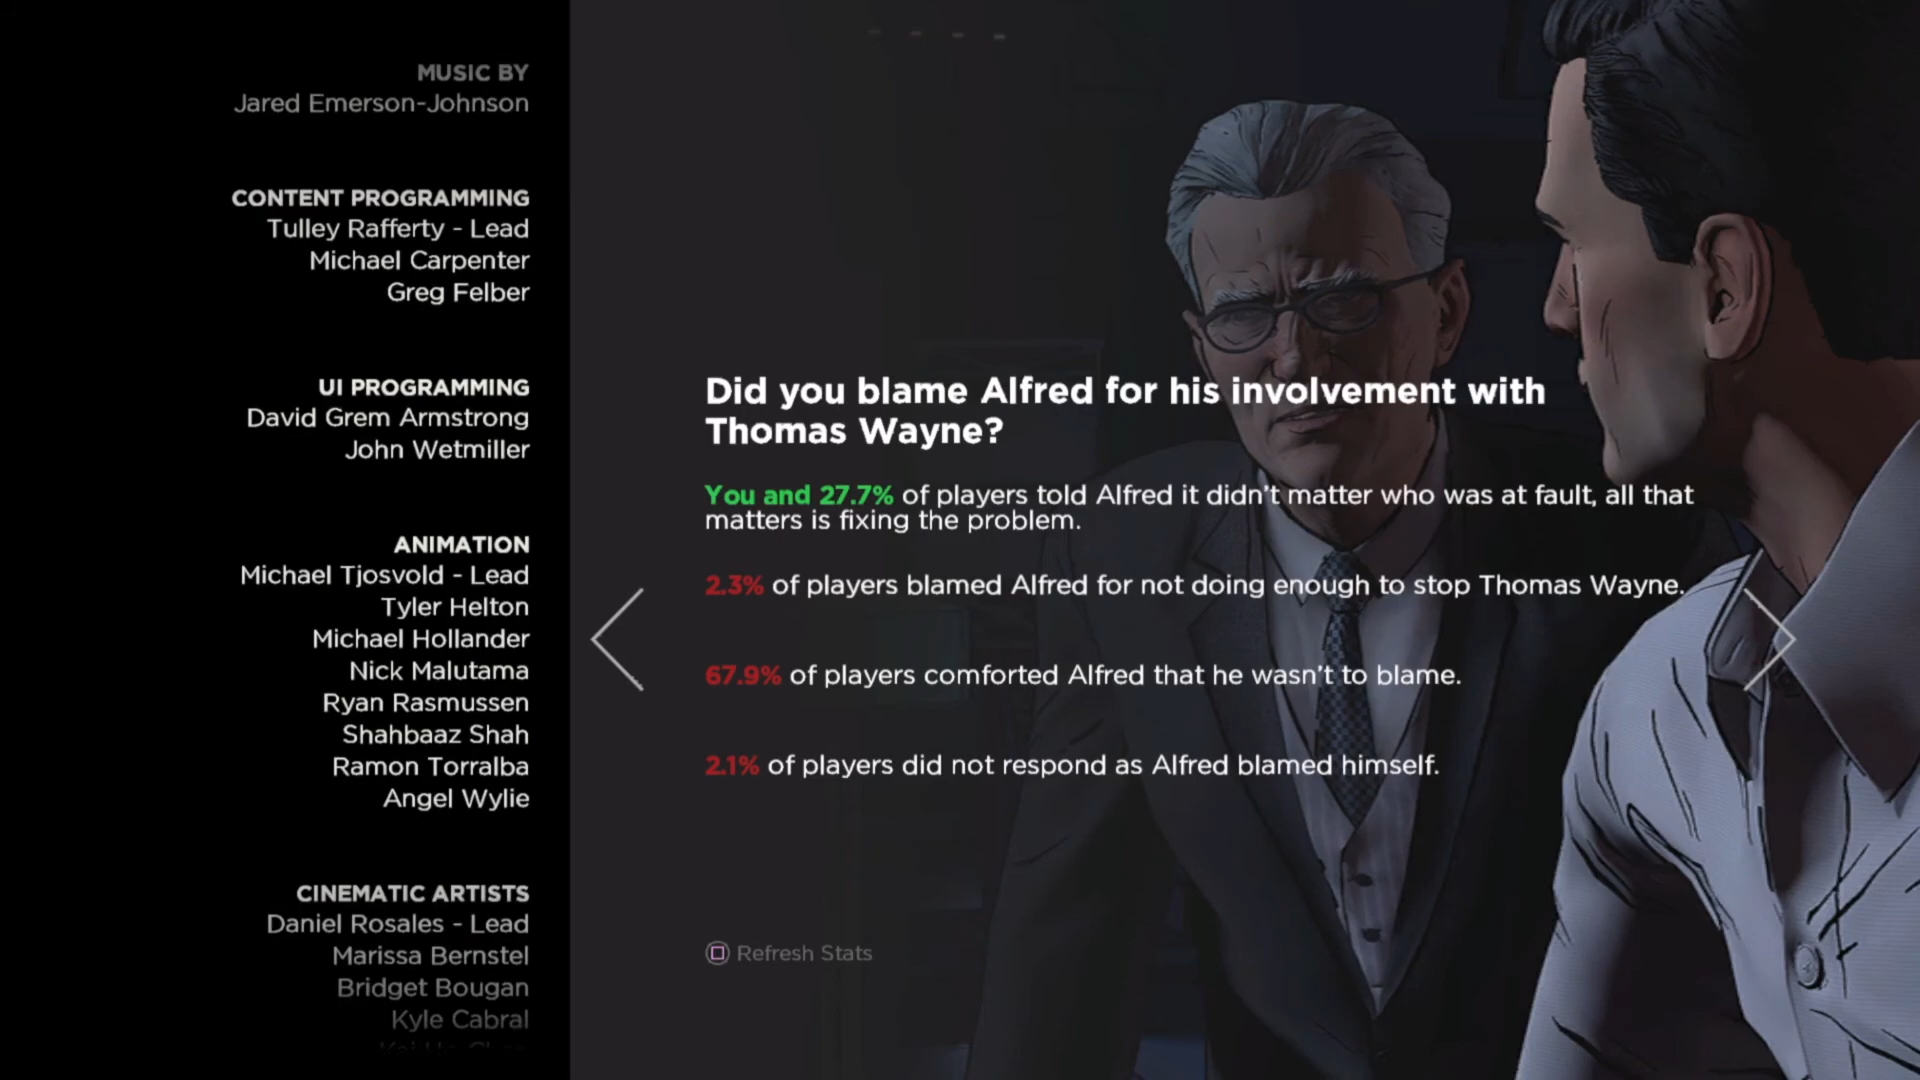 MUSIC BY
Jared Emerson-Johnson
CONTENT PROGRAMMING
Tulley Rafferty - Lead
Michael Carpenter
Greg Felber
UI PROGRAMMING
David Grem Armstrong
John Wetmiller
ANIMATION
Michael Tjosvold - Lead
Tyler Helton
Michael Hollander
Nick Malutama
Ryan Rasmussen
Shahbaaz Shah
Ramon Torralba
Angel Wylie
CINEMATIC ARTISTS
Daniel Rosales - Lead
Marissa Bernstel
Bridget Bougan
Kyle Cabral
Did you blame Alfred for his involvement with
Thomas Wayne?
You and 27.7% of players told Alfred it didn't matter who was at fault, all that
matters is fixing the problem.
2.3% of players blamed Alfred for not doing enough to stop Thomas Wayne.
67.9% of players comforted Alfred that he wasn't to blame.
2.1% of players did not respond as Alfred blamed himself.
Refresh Stats